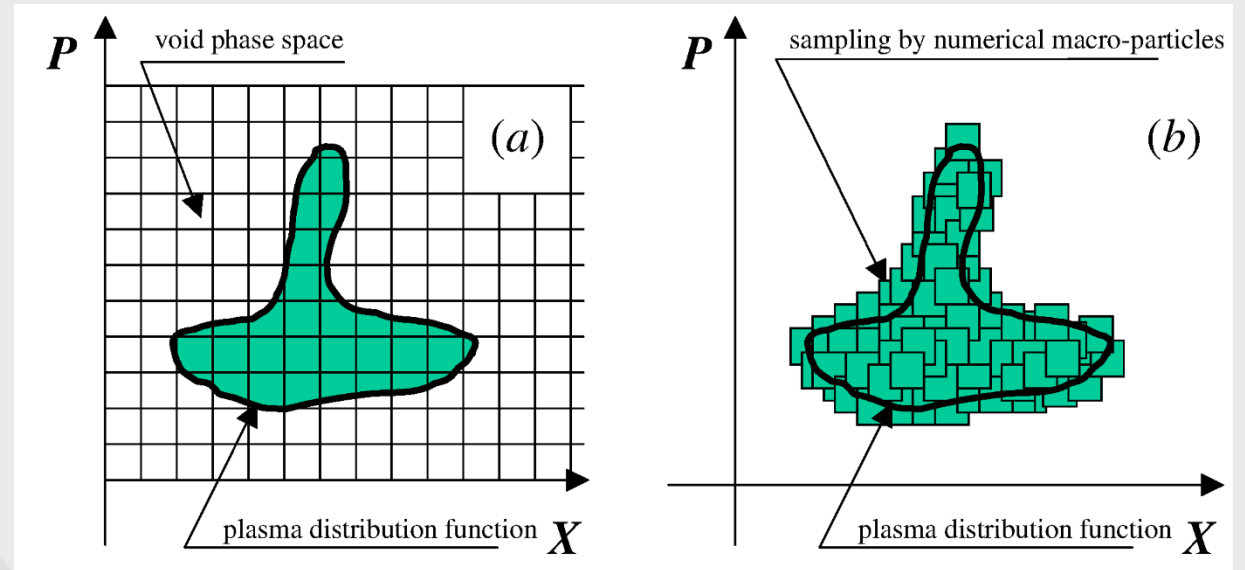 P
void phase space
(a)
plasma distribution function
X
P
sampling by numerical macro-particles
(b)
plasma distribution function
X